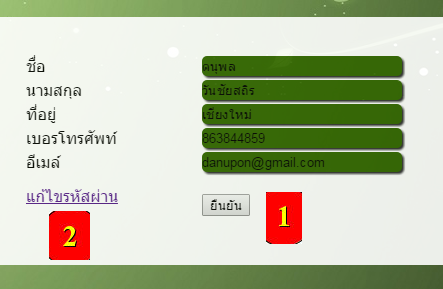 ชื่อ ดนุพล
นามสกุล วันชัยสถิร
ที่อยู่ เชียงใหม่
เบอรโทรศัพท์ 863844859
อีเมล์ danupon@gmail.com
แก้ไขรหัสผ่าน ยืนยัน 1
2